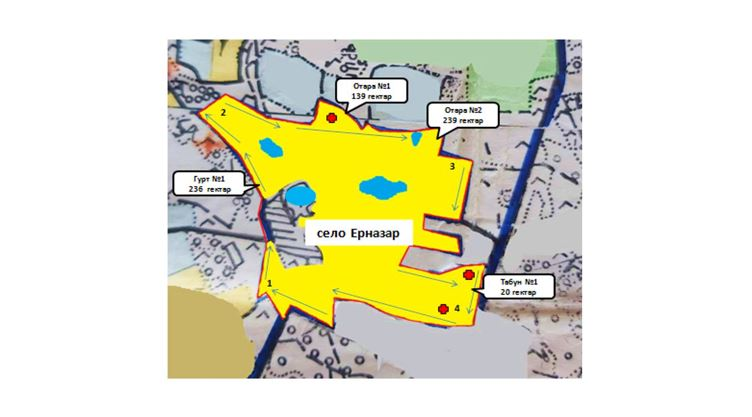 Отара №1
139 гектар
Отара №2
239 гектар
2
3
Гурт №1
236 гектар
село Ерназар
1
Табун №1
20 гектар
4